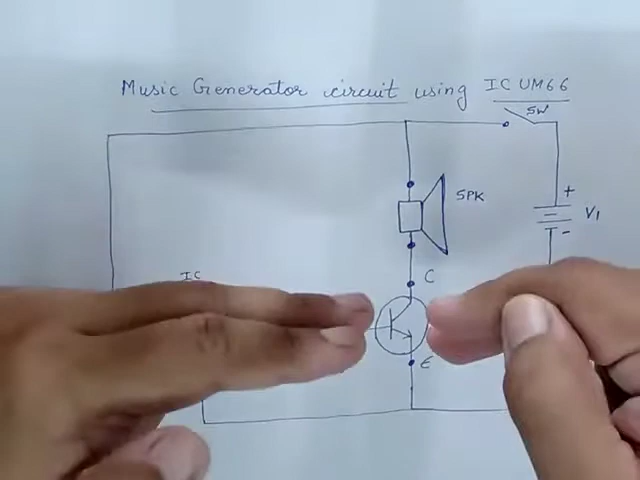 Music Generator circuit using IC UM66
SW
SPK
+
V1
-
IC
C
E